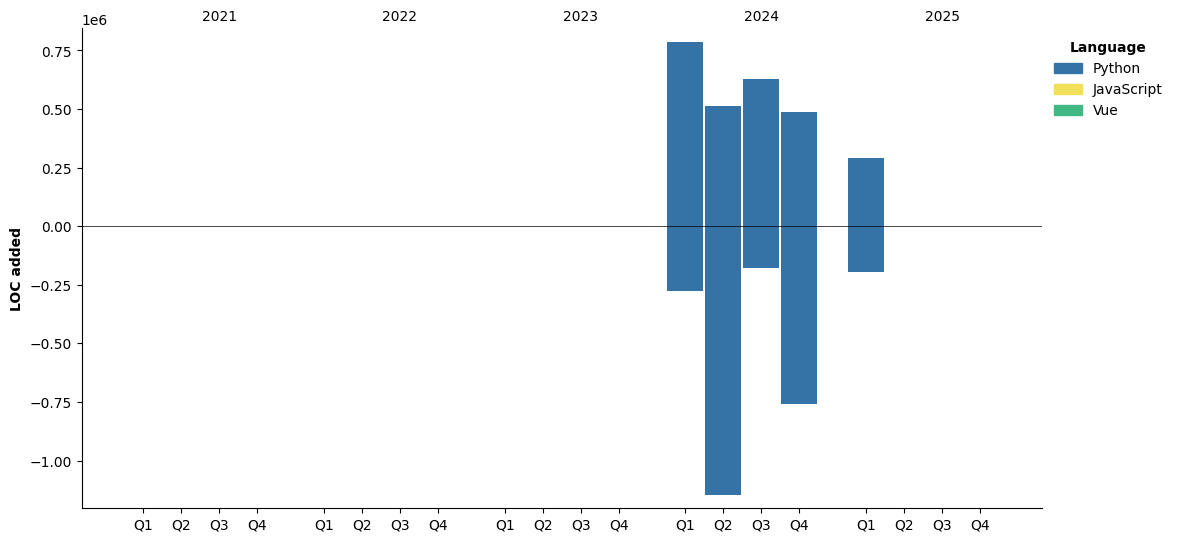 1e6
2021 2022 2023 2024 2025
Language
Python
JavaScript
Vue
0.75
0.50
0.25
0.00
−0.25
−0.50
−0.75
−1.00
LOC added
Q1 Q2 Q3 Q4 Q1 Q2 Q3 Q4 Q1 Q2 Q3 Q4 Q1 Q2 Q3 Q4 Q1 Q2 Q3 Q4